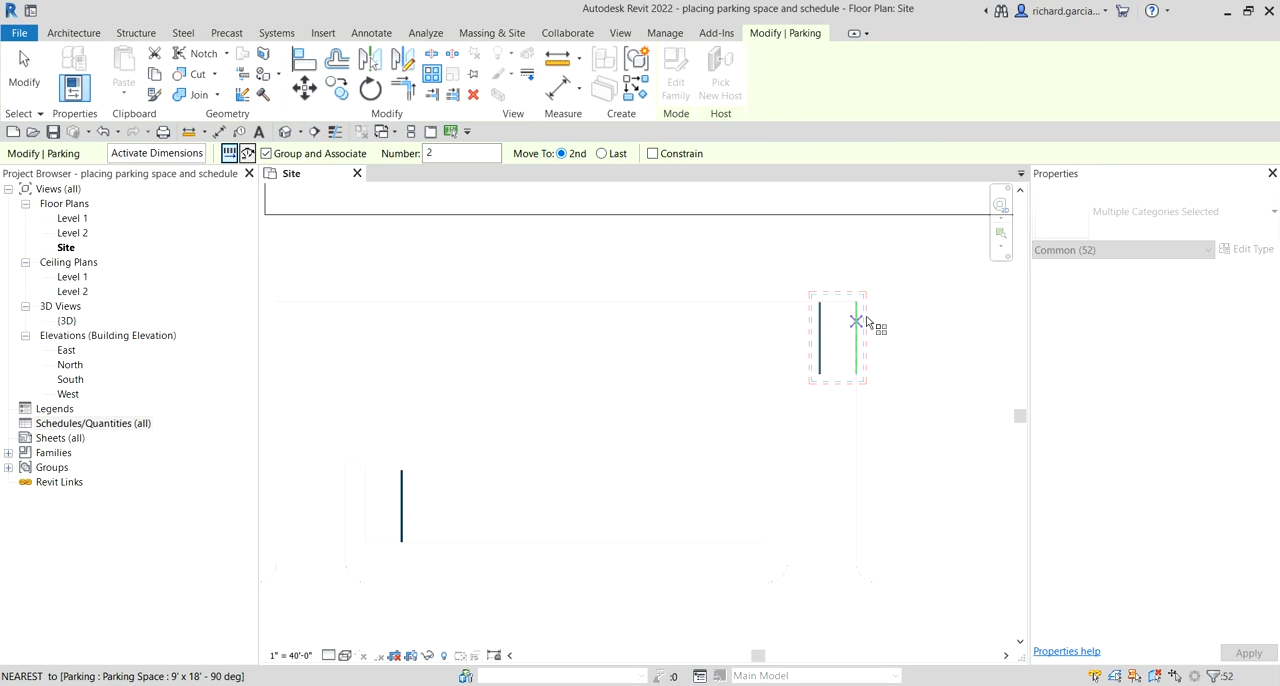 Autodesk Revit 2022 - placing parking space and schedule - Floor Plan: Site
richard.garcia...
File Architecture Structure Steel Precast Systems Insert Annotate Analyze Massing & Site Collaborate View Manage Add-Ins Modify | Parking
Modify
Paste
Notch
Cut
Join
Edit Family
Pick New Host
Select Properties Clipboard Geometry Modify View Measure Create Mode Host
Modify | Parking Activate Dimensions Group and Associate Number: 2 Move To: 2nd Last Constrain
Project Browser - placing parking space and schedule
Site
Properties
Views (all)
Floor Plans
Level 1
Level 2
Site
Ceiling Plans
Level 1
Level 2
3D Views
{3D}
Elevations (Building Elevation)
East
North
South
West
Legends
Schedules/Quantities (all)
Sheets (all)
Families
Groups
Revit Links
Multiple Categories Selected
Common (52) Edit Type
1" = 40'-0"
Properties help Apply
NEAREST to [Parking : Parking Space : 9' x 18' - 90 deg]
:0
Main Model
:52